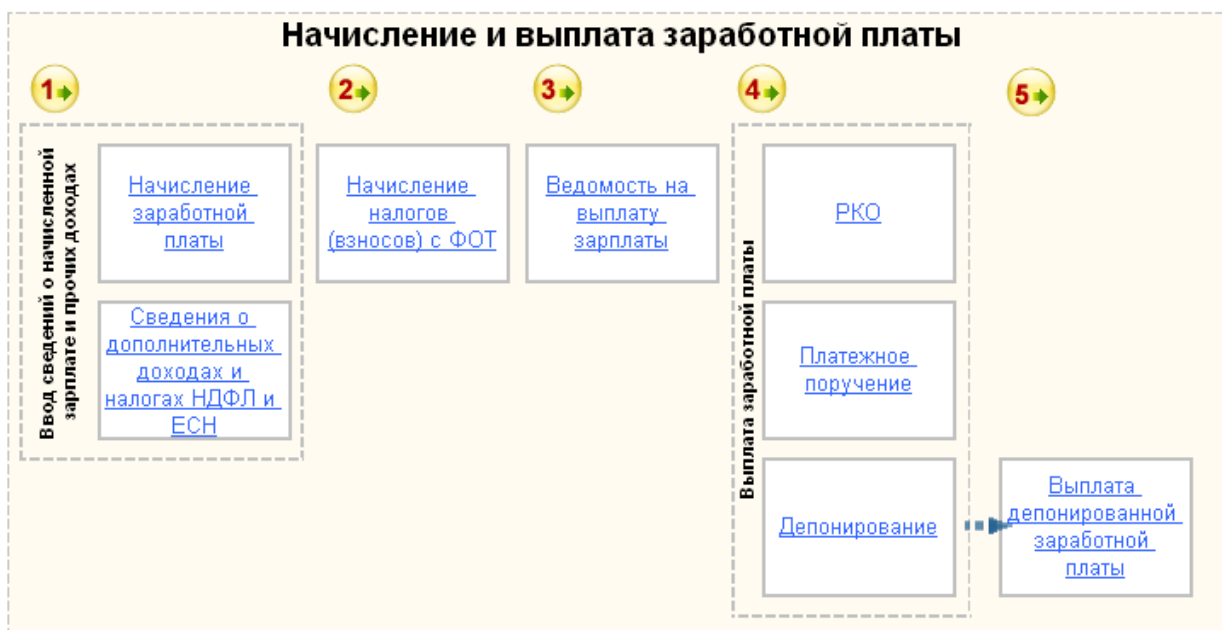 Начисление и выплата заработной платы
1
2
3
4
5
Ввод сведений о начисленной
зарплате и прочих доходах
Начисление
заработной
платы
Сведения о
дополнительных
доходах и
налогах НДФЛ и
ЕСН
Начисление
налогов
(взносов) с ФОТ
Ведомость на
выплату
зарплаты
Выплата заработной платы
РКО
Платежное
поручение
Депонирование
Выплата
депонированной
заработной
платы